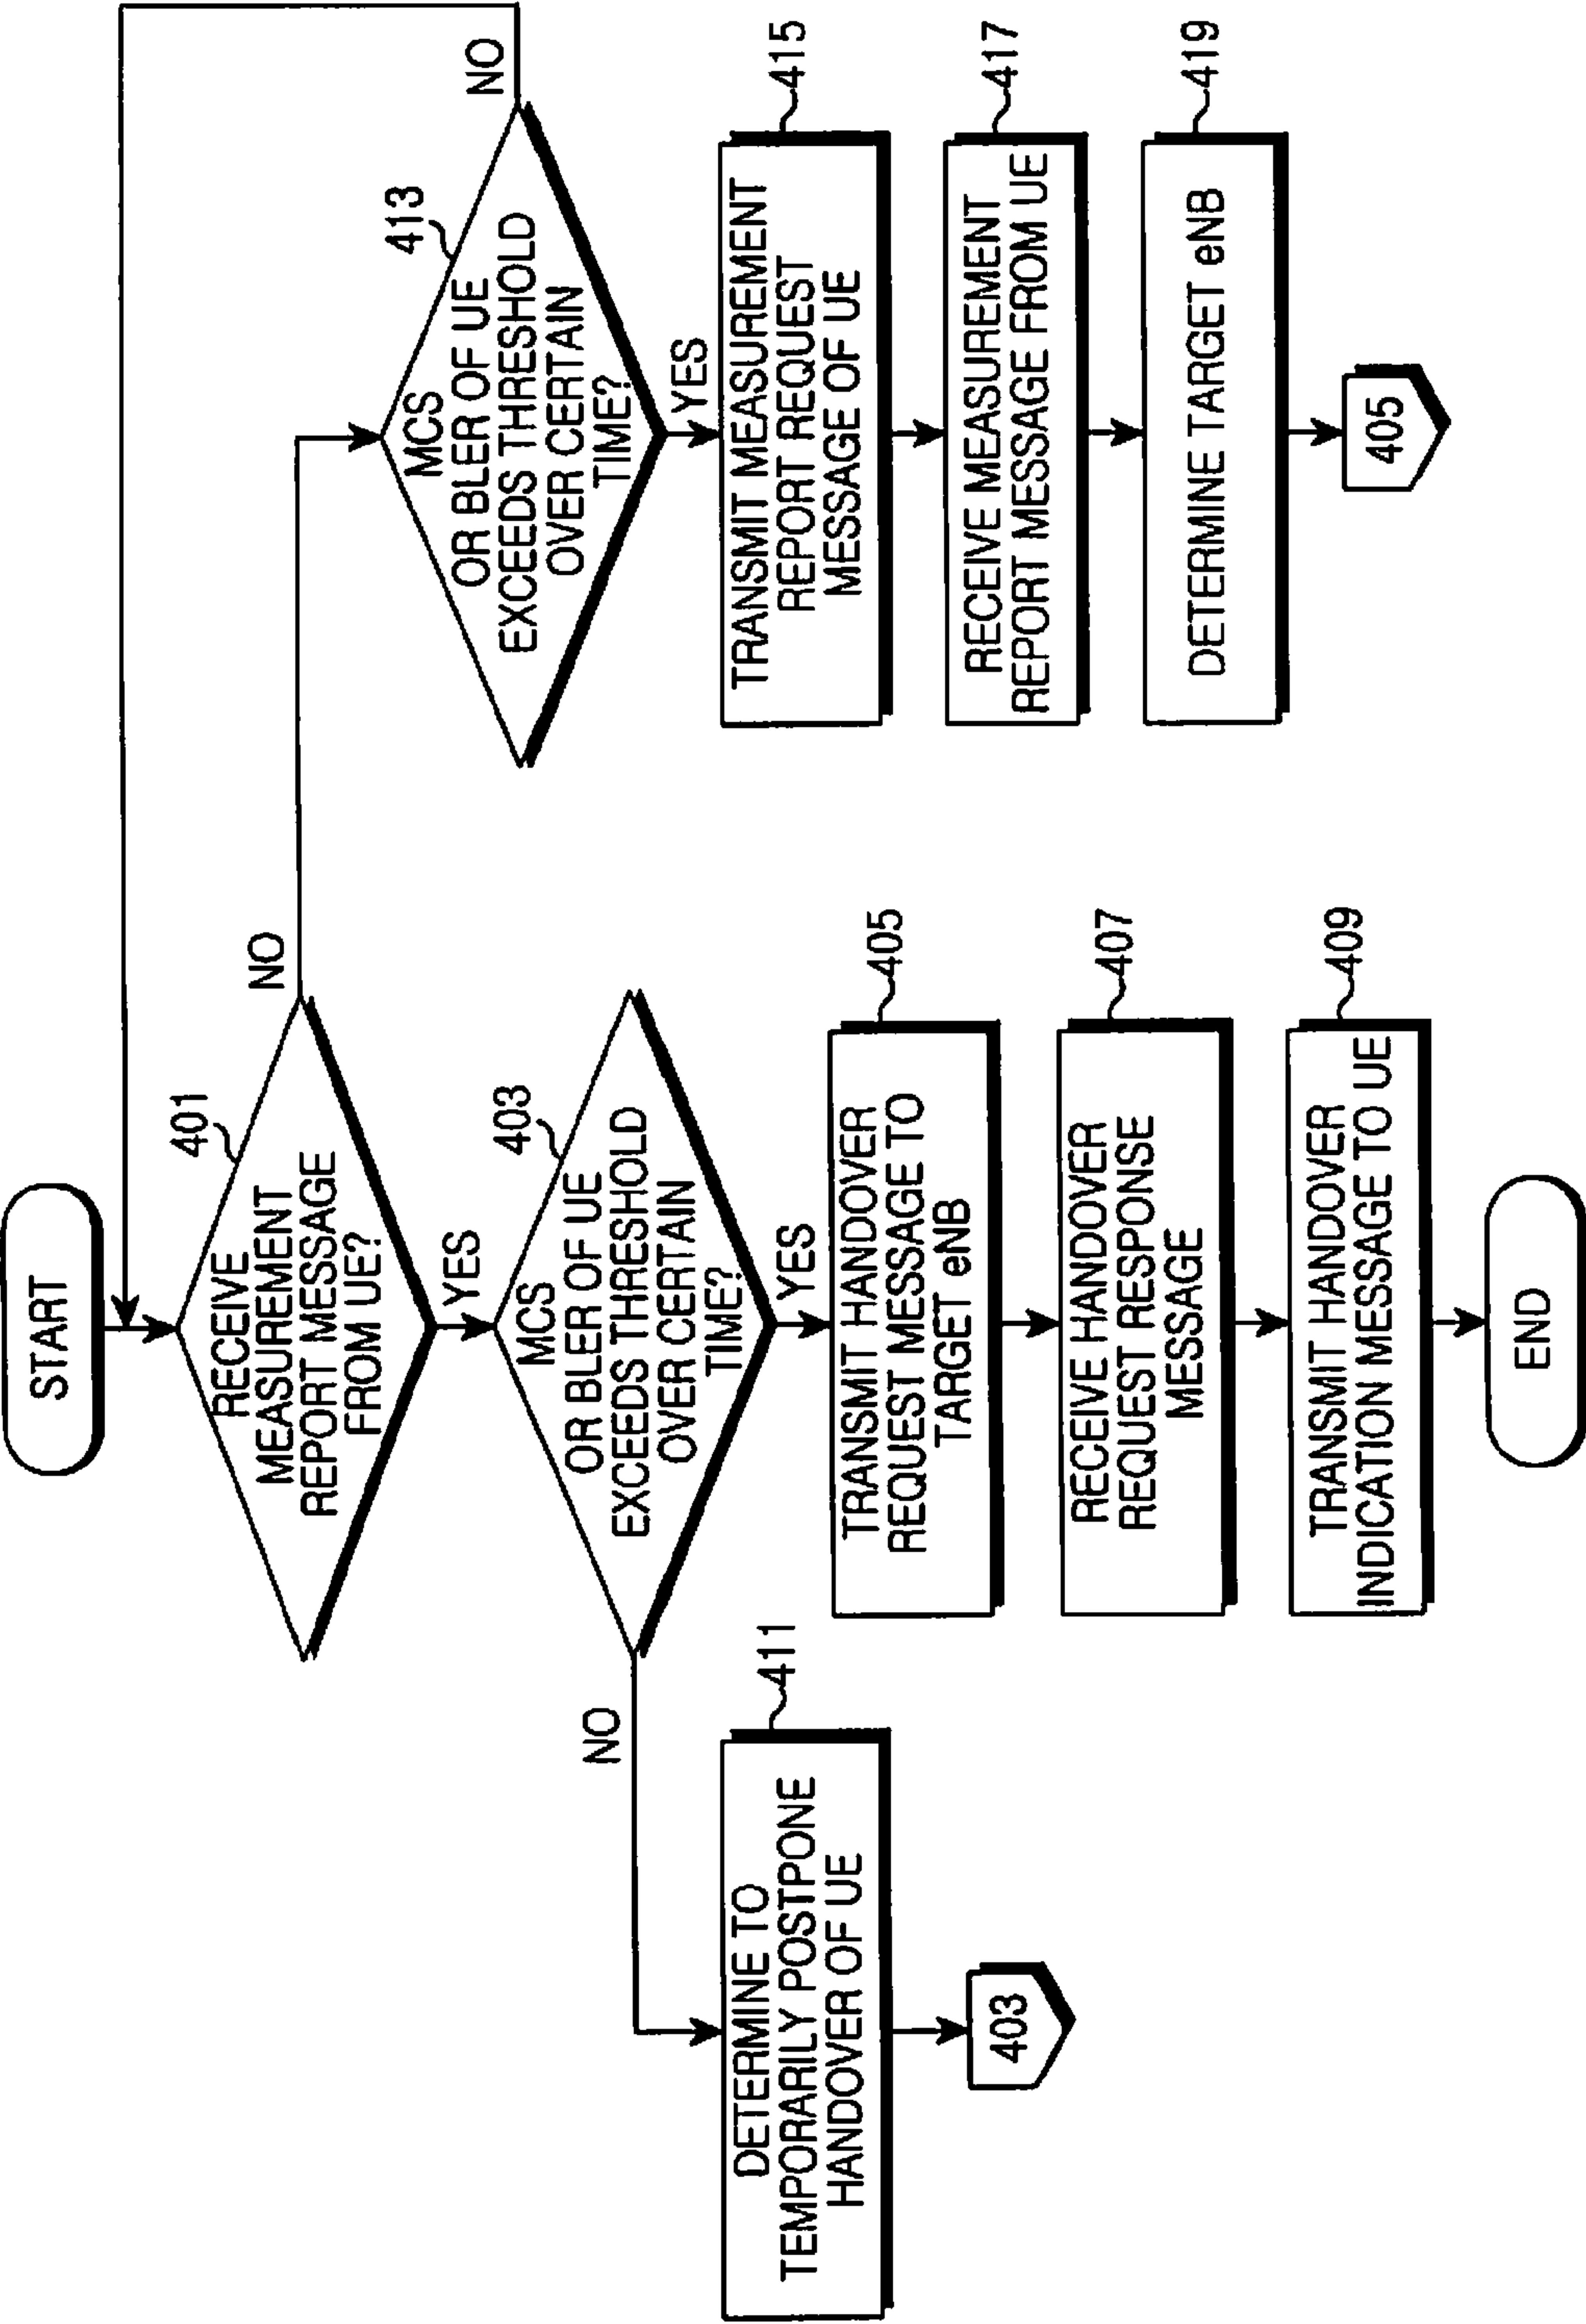 START
401
RECEIVE
MEASUREMENT
REPORT MESSAGE
FROM UE?
NO
YES
403
MCS
OR BLER OF UE
EXCEEDS THRESHOLD
OVER CERTAIN
TIME?
NO
YES
405
TRANSMIT HANDOVER
REQUEST MESSAGE TO
TARGET eNB
407
RECEIVE HANDOVER
REQUEST RESPONSE
MESSAGE
409
TRANSMIT HANDOVER
INDICATION MESSAGE TO UE
END
411
DETERMINE TO
TEMPORARILY POSTPONE
HANDOVER OF UE
403
413
MCS
OR BLER OF UE
EXCEEDS THRESHOLD
OVER CERTAIN
TIME?
NO
YES
415
TRANSMIT MEASUREMENT
REPORT REQUEST
MESSAGE OF UE
417
RECEIVE MEASUREMENT
REPORT MESSAGE FROM UE
419
DETERMINE TARGET eNB
405